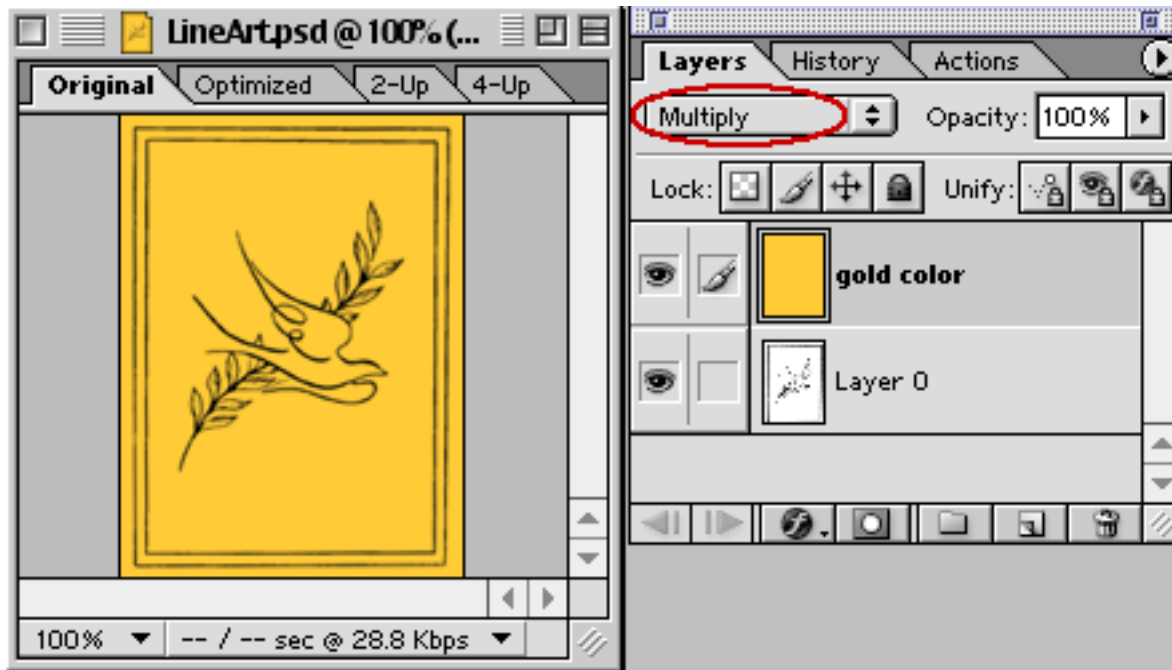 LineArt.psd @ 100% (...
Original Optimized 2-Up 4-Up
100% -- / -- sec @ 28.8 Kbps
Layers History Actions
Multiply Opacity: 100%
Lock: Unify:
gold color
Layer 0